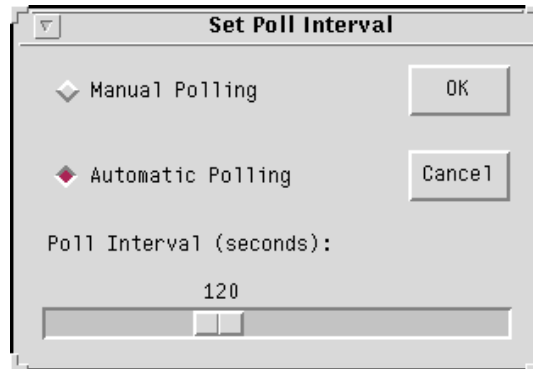 Set Poll Interval
Manual Polling
OK
Automatic Polling
Cancel
Poll Interval (seconds):
120